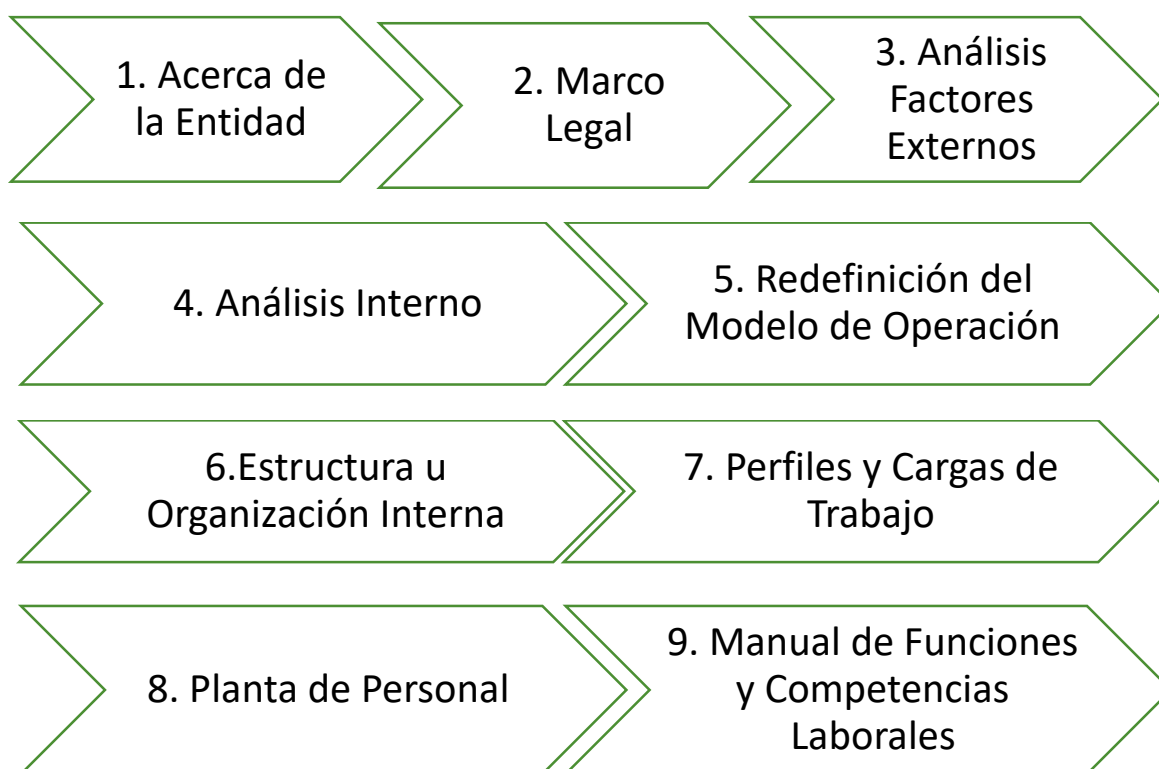 1. Acerca de
la Entidad
2. Marco
Legal
3. Análisis
Factores
Externos
4. Análisis Interno
5. Redefinición del
Modelo de Operación
6.Estructura u
Organización Interna
7. Perfiles y Cargas de
Trabajo
8. Planta de Personal
9. Manual de Funciones
y Competencias
Laborales